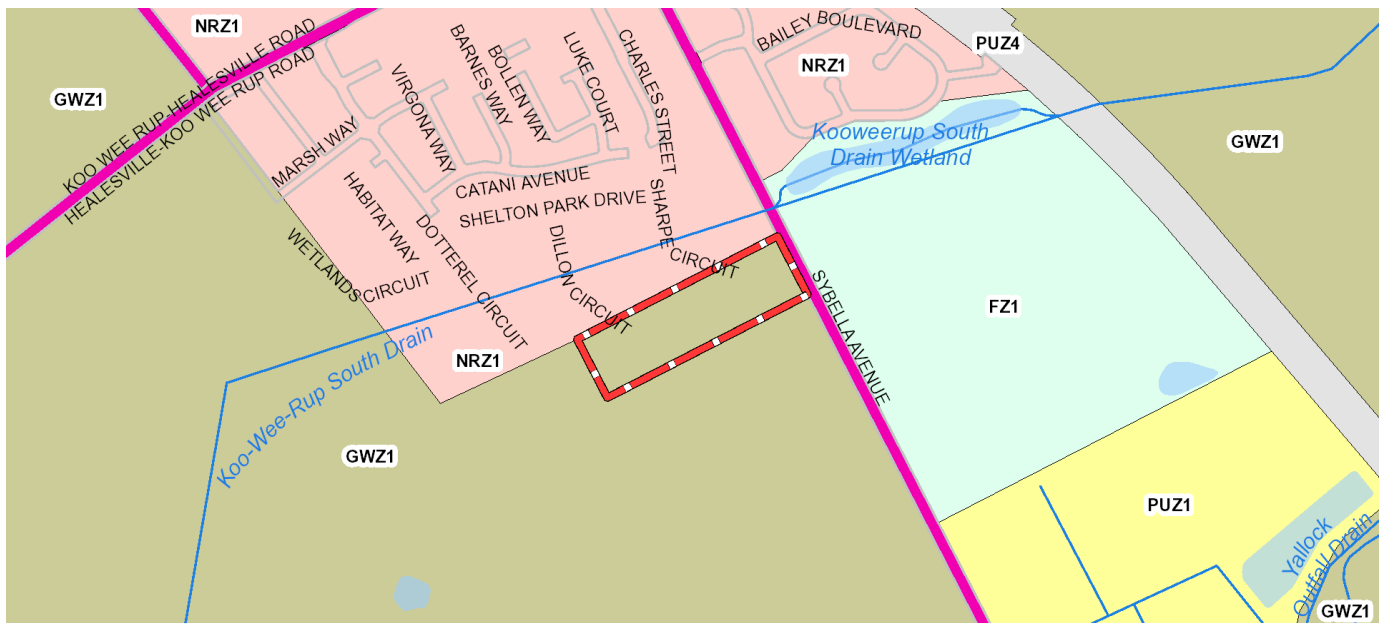 NRZ1
BAILEY BOULEVARD
PUZ4
NRZ1
GWZ1
KOO WEE RUP-HEALESVILLE ROAD
HEALESVILLE-KOO WEE RUP ROAD
MARSH WAY
VIRGONA WAY
BARNES WAY
BOLLEN WAY
LUKE COURT
CHARLES STREET
Kooweerup South
Drain Wetland
GWZ1
CATANI AVENUE
SHELTON PARK DRIVE
SHARPE
CIRCUIT
HABITAT WAY
DOTTEREL CIRCUIT
DILLON
CIRCUIT
WETLANDS
CIRCUIT
SYBELLA AVENUE
FZ1
NRZ1
Koo-Wee-Rup South Drain
GWZ1
PUZ1
Yallock
Outfall Drain
GWZ1